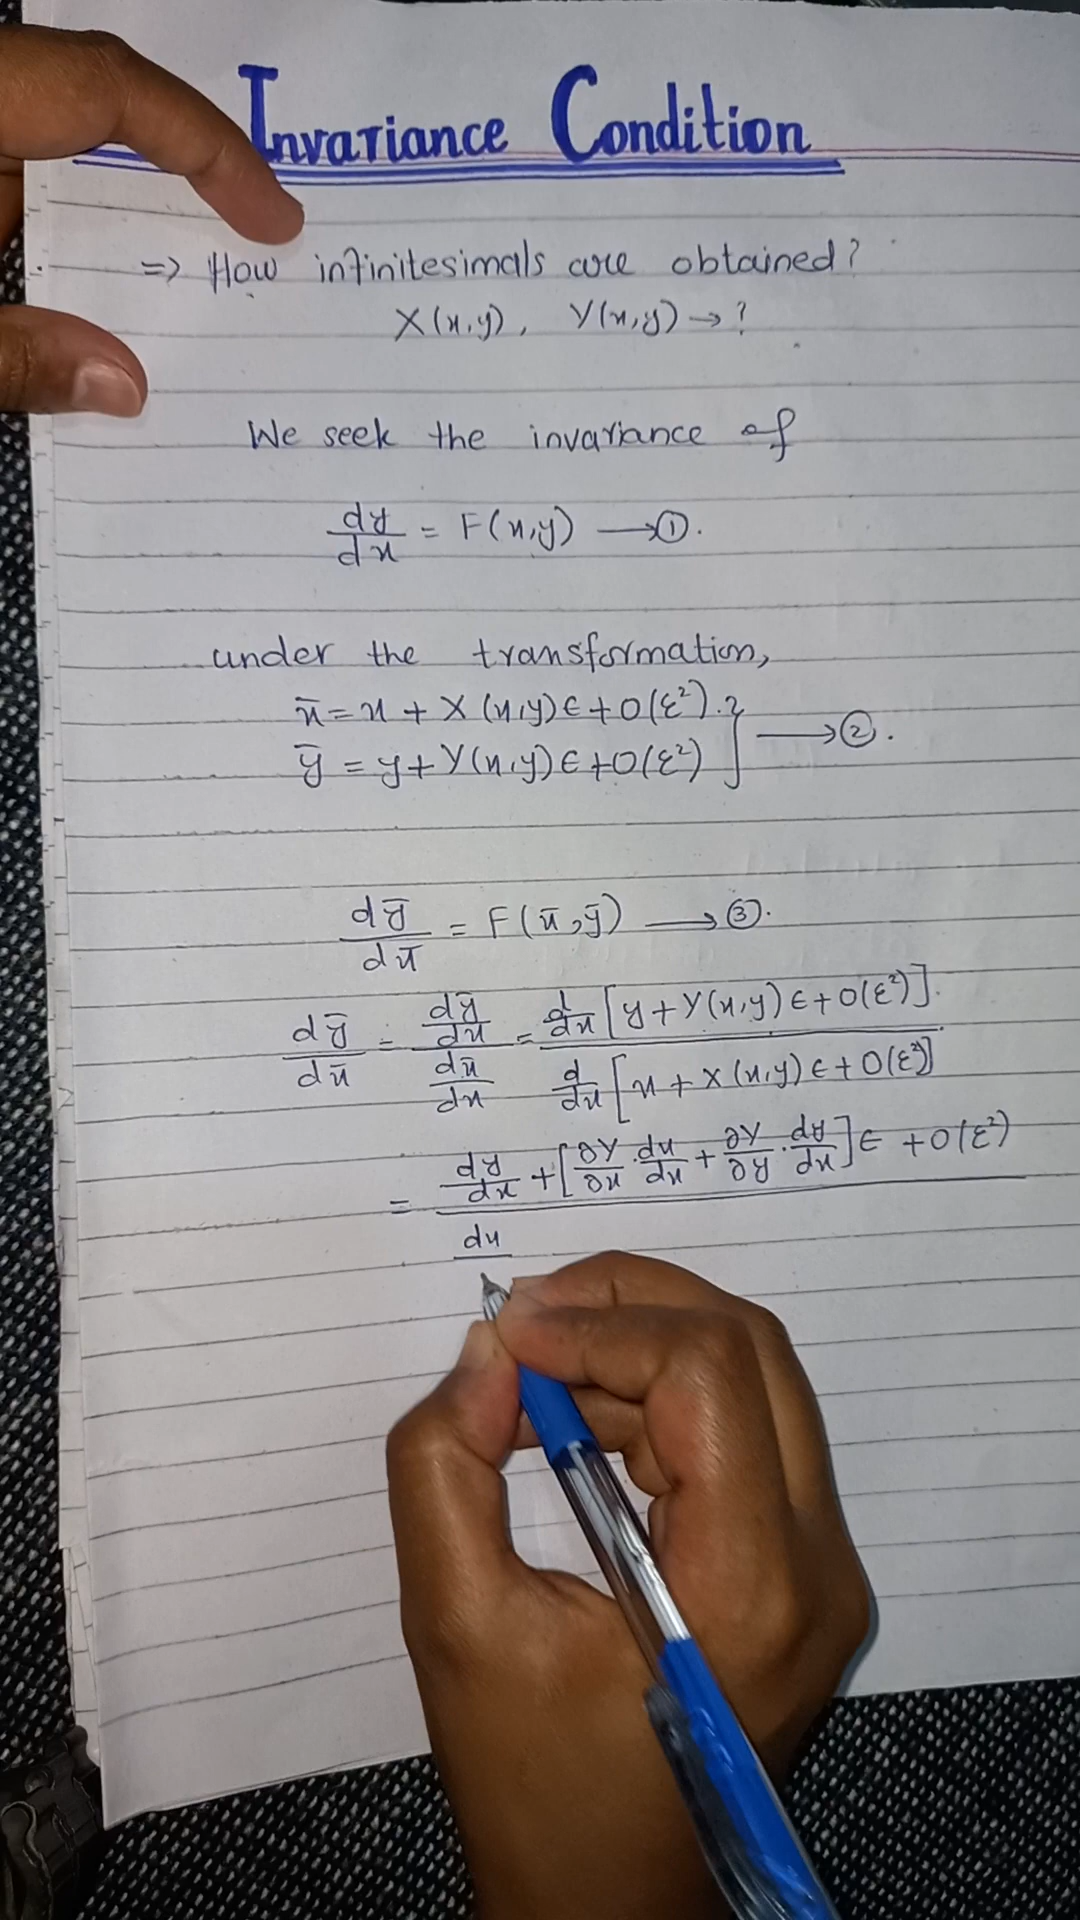 Invariance Condition
=> How infinitesimals are obtained?
X(x,y), Y(x,y) → ?
We seek the invariance of
dy/dx = F(x,y) → ①.
under the transformation,
x̄ = x + X(x,y)ϵ + O(ε²).
ȳ = y + Y(x,y)ϵ + O(ε²) } → ②.
dȳ/dx̄ = F(x̄,ȳ) → ③.
dȳ/dx̄ = (dȳ/dx)/(dx̄/dx) = d/dx[y + Y(x,y)ϵ + O(ε²)]. / d/dx[x + X(x,y)ϵ + O(ε²)]
= dy/dx + [∂Y/∂x · dx/dx + ∂Y/∂y · dy/dx]ϵ + O(ε²)
dx